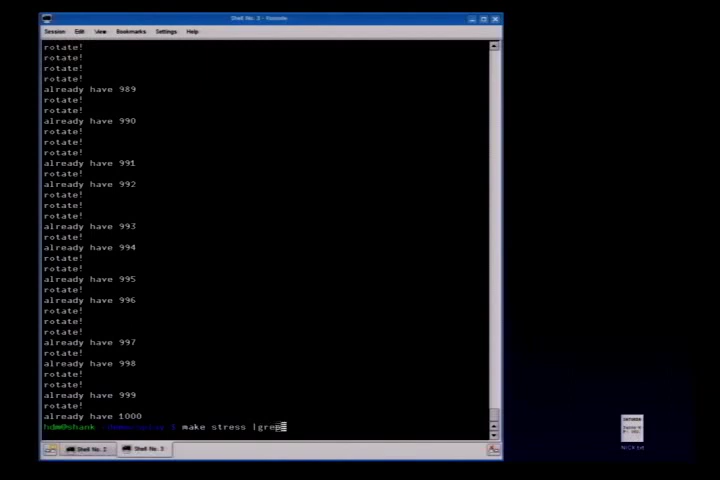 Shell No. 3 - Konsole
Session Edit View Bookmarks Settings Help
rotate!
rotate!
rotate!
rotate!
already have 989
rotate!
rotate!
already have 990
rotate!
rotate!
rotate!
already have 991
rotate!
already have 992
rotate!
rotate!
rotate!
already have 993
rotate!
already have 994
rotate!
rotate!
already have 995
rotate!
already have 996
rotate!
rotate!
rotate!
already have 997
rotate!
already have 998
rotate!
rotate!
already have 999
rotate!
already have 1000
hdm@shank $ make stress |grep
Shell No. 2 Shell No. 3